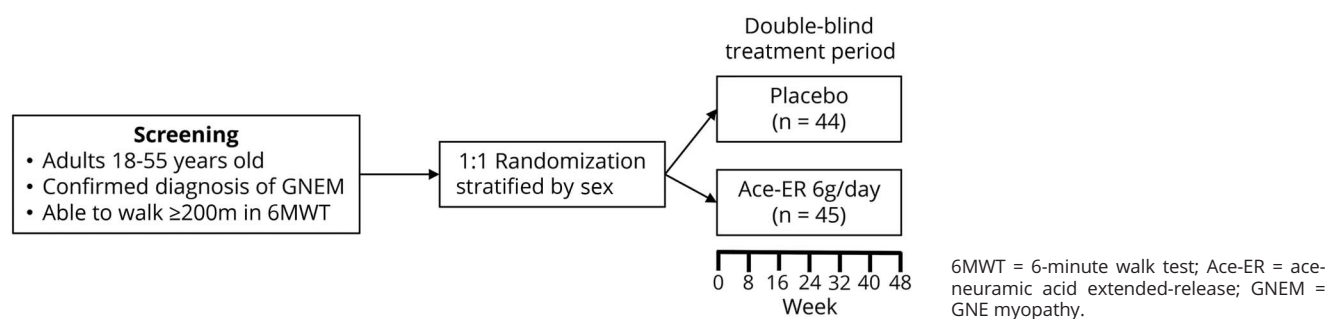 Double-blind
treatment period
Screening
• Adults 18-55 years old
• Confirmed diagnosis of GNEM
• Able to walk ≥200m in 6MWT
1:1 Randomization
stratified by sex
Placebo
(n = 44)
Ace-ER 6g/day
(n = 45)
0 8 16 24 32 40 48
Week
6MWT = 6-minute walk test; Ace-ER = ace-
neuramic acid extended-release; GNEM =
GNE myopathy.